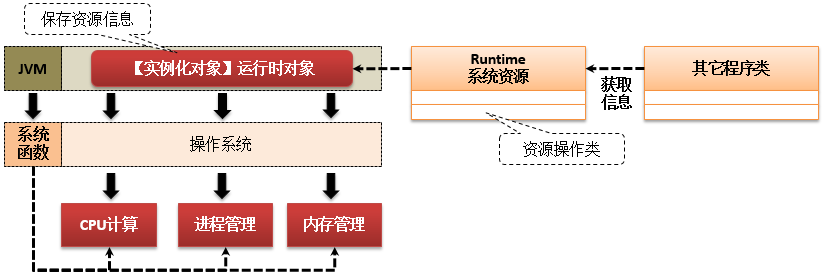 保存资源信息
JVM
【实例化对象】运行时对象
Runtime
系统资源
其它程序类
获取
信息
资源操作类
系统
函数
操作系统
CPU计算
进程管理
内存管理